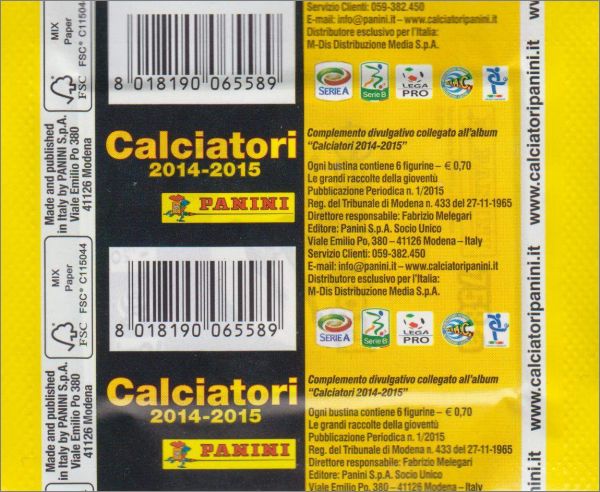 MIX
Paper
FSC® C115044
FSC
Made and published
in Italy by PANINI S.p.A.
Viale Emilio Po 380
41126 Modena
8 018190 065589
Calciatori
2014-2015
PANINI
MIX
Paper
FSC® C115044
FSC
Made and published
in Italy by PANINI S.p.A.
Viale Emilio Po 380
41126 Modena
8 018190 065589
Calciatori
2014-2015
PANINI
Servizio Clienti: 059-382.450
E-mail: info@panini.it – www.calciatoripanini.it
Distributore esclusivo per l'Italia:
M-Dis Distribuzione Media S.p.A.
SERIE A
Serie B
LEGA
PRO
Complemento divulgativo collegato all'album
“Calciatori 2014-2015”
Ogni bustina contiene 6 figurine – € 0,70
Le grandi raccolte della gioventù
Pubblicazione Periodica n. 1/2015
Reg. del Tribunale di Modena n. 433 del 27-11-1965
Direttore responsabile: Fabrizio Melegari
Editore: Panini S.p.A. Socio Unico
Viale Emilio Po, 380 – 41126 Modena – Italy
Servizio Clienti: 059-382.450
E-mail: info@panini.it – www.calciatoripanini.it
Distributore esclusivo per l'Italia:
M-Dis Distribuzione Media S.p.A.
SERIE A
Serie B
LEGA
PRO
Complemento divulgativo collegato all'album
“Calciatori 2014-2015”
Ogni bustina contiene 6 figurine – € 0,70
Le grandi raccolte della gioventù
Pubblicazione Periodica n. 1/2015
Reg. del Tribunale di Modena n. 433 del 27-11-1965
Direttore responsabile: Fabrizio Melegari
Editore: Panini S.p.A. Socio Unico
Viale Emilio Po, 380 – 41126 Modena – Italy
www.calciatoripanini.it
www.calciatoripanini.it